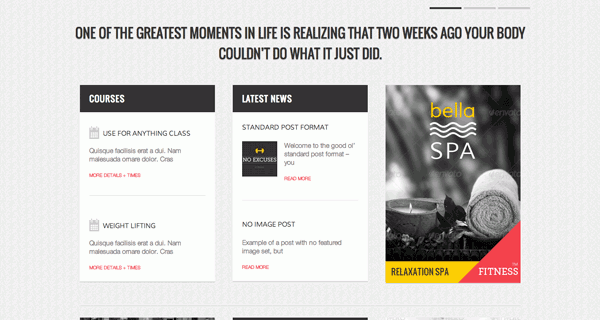 ONE OF THE GREATEST MOMENTS IN LIFE IS REALIZING THAT TWO WEEKS AGO YOUR BODY
COULDN'T DO WHAT IT JUST DID.
COURSES
USE FOR ANYTHING CLASS
Quisque facilisis erat a dui. Nam
malesuada ornare dolor. Cras
MORE DETAILS + TIMES
WEIGHT LIFTING
Quisque facilisis erat a dui. Nam
malesuada ornare dolor. Cras
MORE DETAILS + TIMES
LATEST NEWS
STANDARD POST FORMAT
NO EXCUSES
Welcome to the good ol'
standard post format –
you
READ MORE
NO IMAGE POST
Example of a post with no featured
image set, but
READ MORE
bella
SPA
RELAXATION SPA
FITNESS